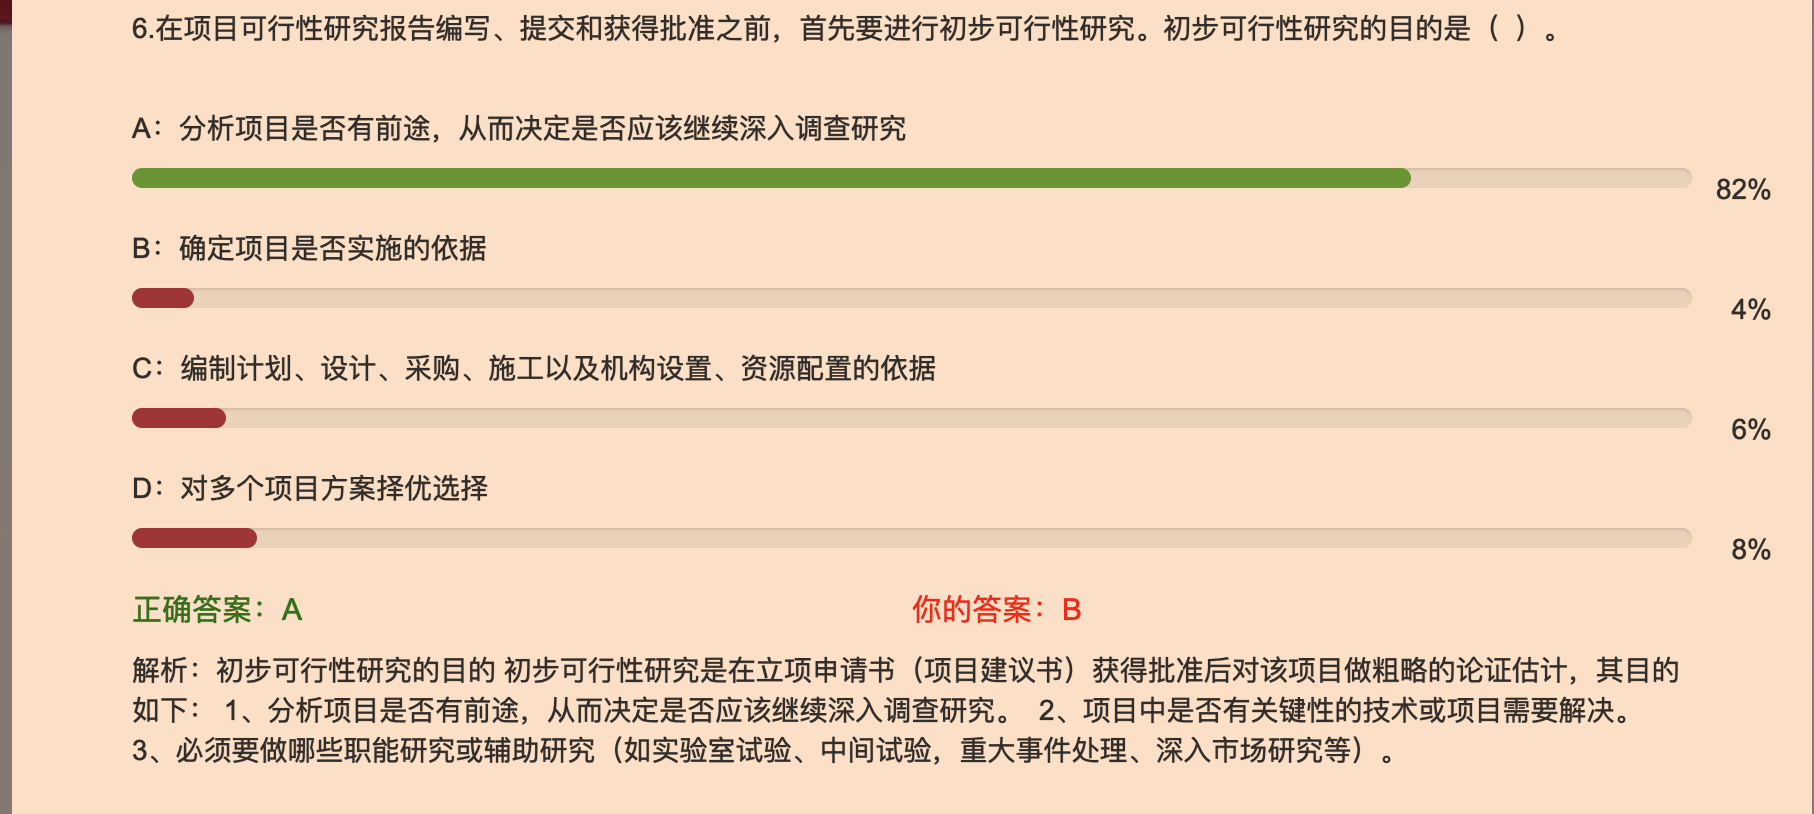 6.在项目可行性研究报告编写、提交和获得批准之前，首先要进行初步可行性研究。初步可行性研究的目的是（ ）。
A：分析项目是否有前途，从而决定是否应该继续深入调查研究
82%
B：确定项目是否实施的依据
4%
C：编制计划、设计、采购、施工以及机构设置、资源配置的依据
6%
D：对多个项目方案择优选择
8%
正确答案：A 你的答案：B
解析：初步可行性研究的目的 初步可行性研究是在立项申请书（项目建议书）获得批准后对该项目做粗略的论证估计，其目的
如下： 1、分析项目是否有前途，从而决定是否应该继续深入调查研究。 2、项目中是否有关键性的技术或项目需要解决。
3、必须要做哪些职能研究或辅助研究（如实验室试验、中间试验，重大事件处理、深入市场研究等）。